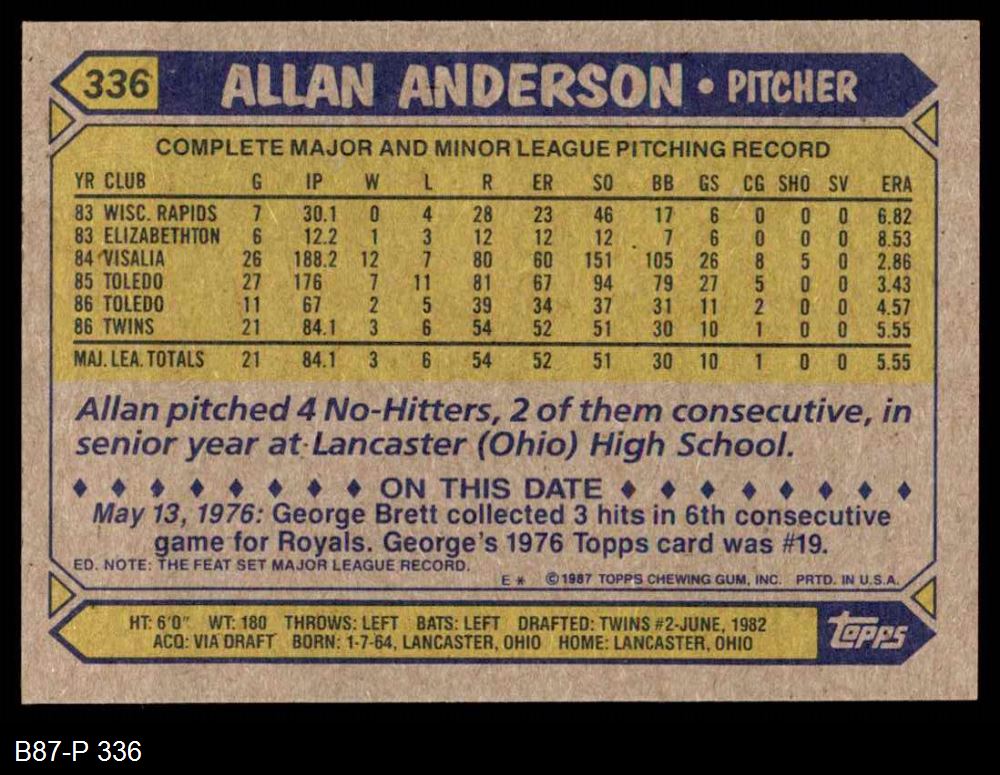 336 ALLAN ANDERSON • PITCHER
COMPLETE MAJOR AND MINOR LEAGUE PITCHING RECORD
YR CLUB G IP W L R ER SO BB GS CG SHO SV ERA
83 WISC. RAPIDS 7 30.1 0 4 28 23 46 17 6 0 0 0 6.82
83 ELIZABETHTON 6 12.2 1 3 12 12 12 7 6 0 0 0 8.53
84 VISALIA 26 188.2 12 7 80 60 151 105 26 8 5 0 2.86
85 TOLEDO 27 176 7 11 81 67 94 79 27 5 0 0 3.43
86 TOLEDO 11 67 2 5 39 34 37 31 11 2 0 0 4.57
86 TWINS 21 84.1 3 6 54 52 51 30 10 1 0 0 5.55
MAJ. LEA. TOTALS 21 84.1 3 6 54 52 51 30 10 1 0 0 5.55
Allan pitched 4 No-Hitters, 2 of them consecutive, in
senior year at Lancaster (Ohio) High School.
♦ ♦ ♦ ♦ ♦ ♦ ♦ ♦ ON THIS DATE ♦ ♦ ♦ ♦ ♦ ♦ ♦ ♦
May 13, 1976: George Brett collected 3 hits in 6th consecutive
game for Royals. George's 1976 Topps card was #19.
ED. NOTE: THE FEAT SET MAJOR LEAGUE RECORD.
E * © 1987 TOPPS CHEWING GUM, INC. PRTD. IN U.S.A.
HT: 6'0" WT: 180 THROWS: LEFT BATS: LEFT DRAFTED: TWINS #2-JUNE, 1982
ACQ: VIA DRAFT BORN: 1-7-64, LANCASTER, OHIO HOME: LANCASTER, OHIO
topps
B87-P 336